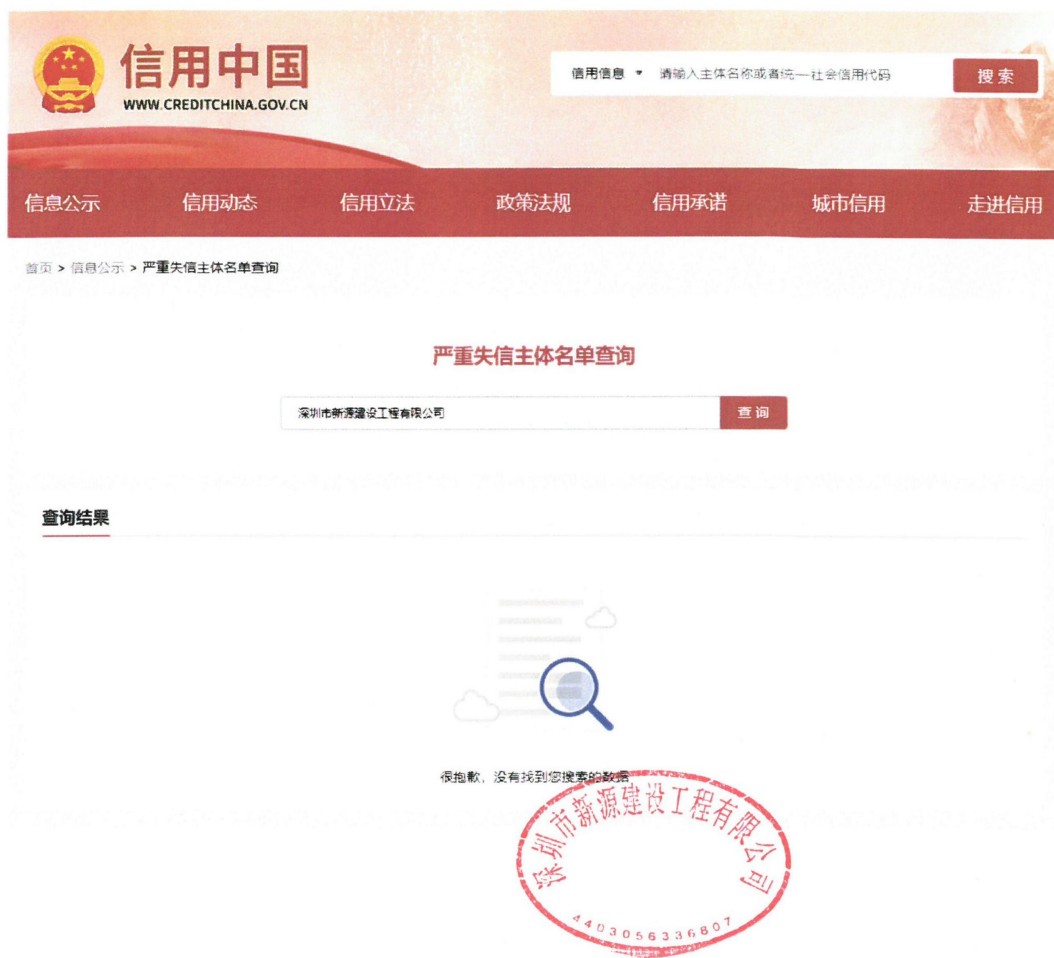 信用中国
WWW.CREDITCHINA.GOV.CN
信用信息 请输入主体名称或者统一社会信用代码 搜索
信息公示 信用动态 信用立法 政策法规 信用承诺 城市信用 走进信用
首页 > 信息公示 > 严重失信主体名单查询
严重失信主体名单查询
深圳市新源建设工程有限公司 查询
查询结果
很抱歉，没有找到您搜索的数据
深圳市新源建设工程有限公司
4403056336807